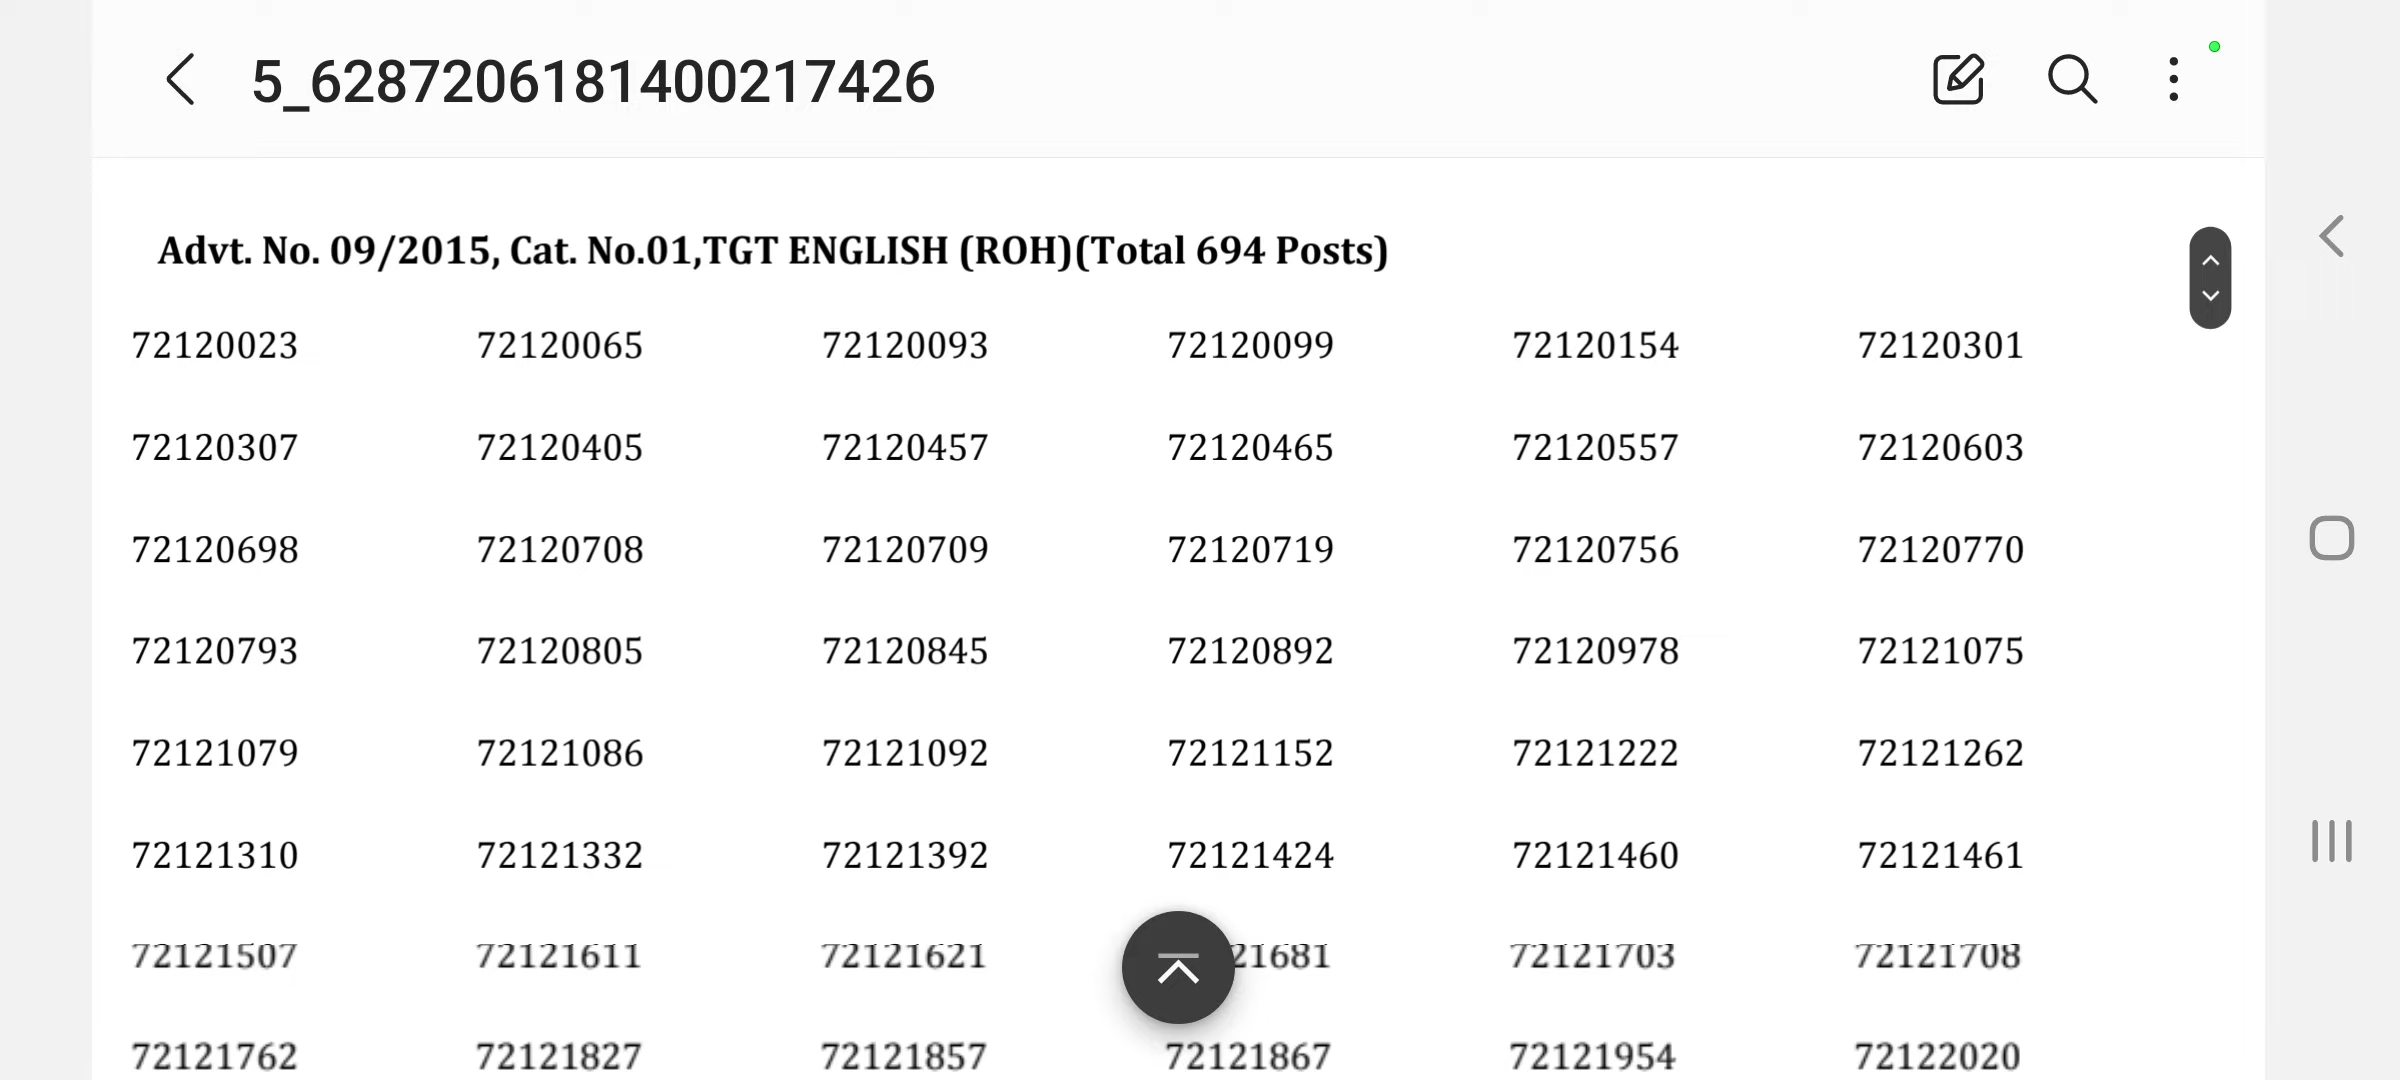 5_6287206181400217426
Advt. No. 09/2015, Cat. No.01,TGT ENGLISH (ROH)(Total 694 Posts)
72120023 72120065 72120093 72120099 72120154 72120301
72120307 72120405 72120457 72120465 72120557 72120603
72120698 72120708 72120709 72120719 72120756 72120770
72120793 72120805 72120845 72120892 72120978 72121075
72121079 72121086 72121092 72121152 72121222 72121262
72121310 72121332 72121392 72121424 72121460 72121461
72121507 72121611 72121621 21681 72121703 72121708
72121762 72121827 72121857 72121867 72121954 72122020